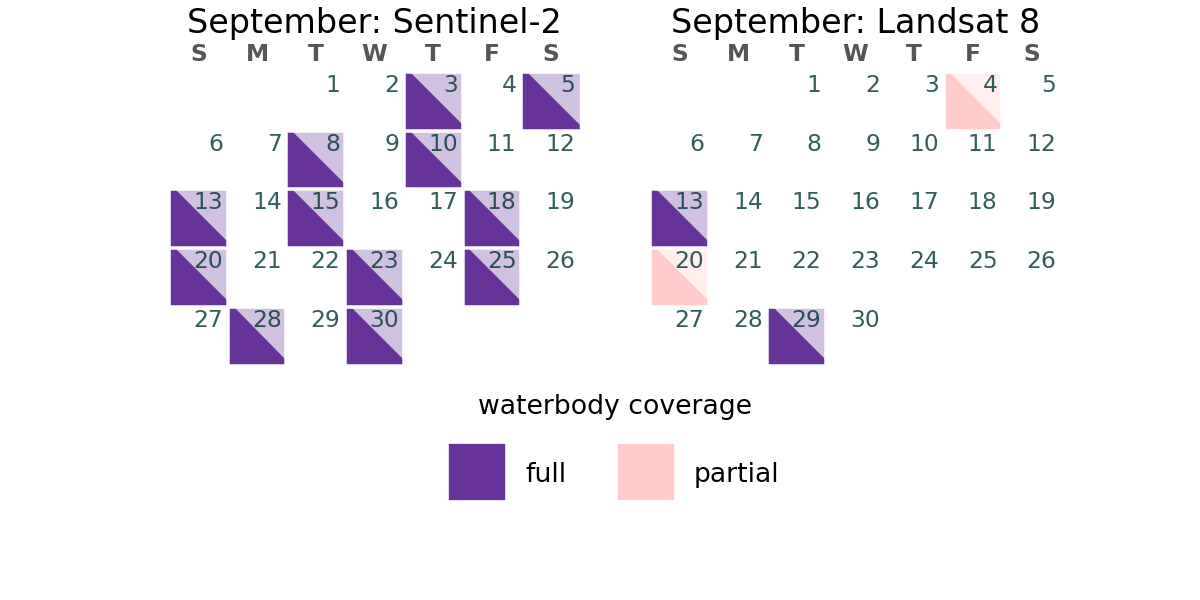 September: Sentinel-2
S M T W T F S
1 2 3 4 5
6 7 8 9 10 11 12
13 14 15 16 17 18 19
20 21 22 23 24 25 26
27 28 29 30
September: Landsat 8
S M T W T F S
1 2 3 4 5
6 7 8 9 10 11 12
13 14 15 16 17 18 19
20 21 22 23 24 25 26
27 28 29 30
waterbody coverage
full partial